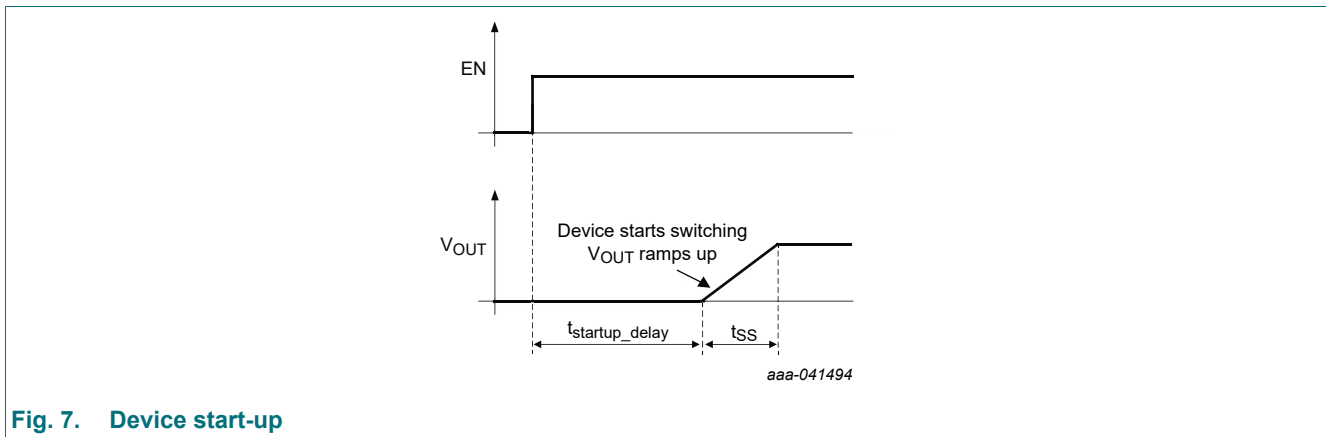 EN
VOUT
Device starts switching
VOUT ramps up
tstartup_delay
tSS
aaa-041494
Fig. 7. Device start-up